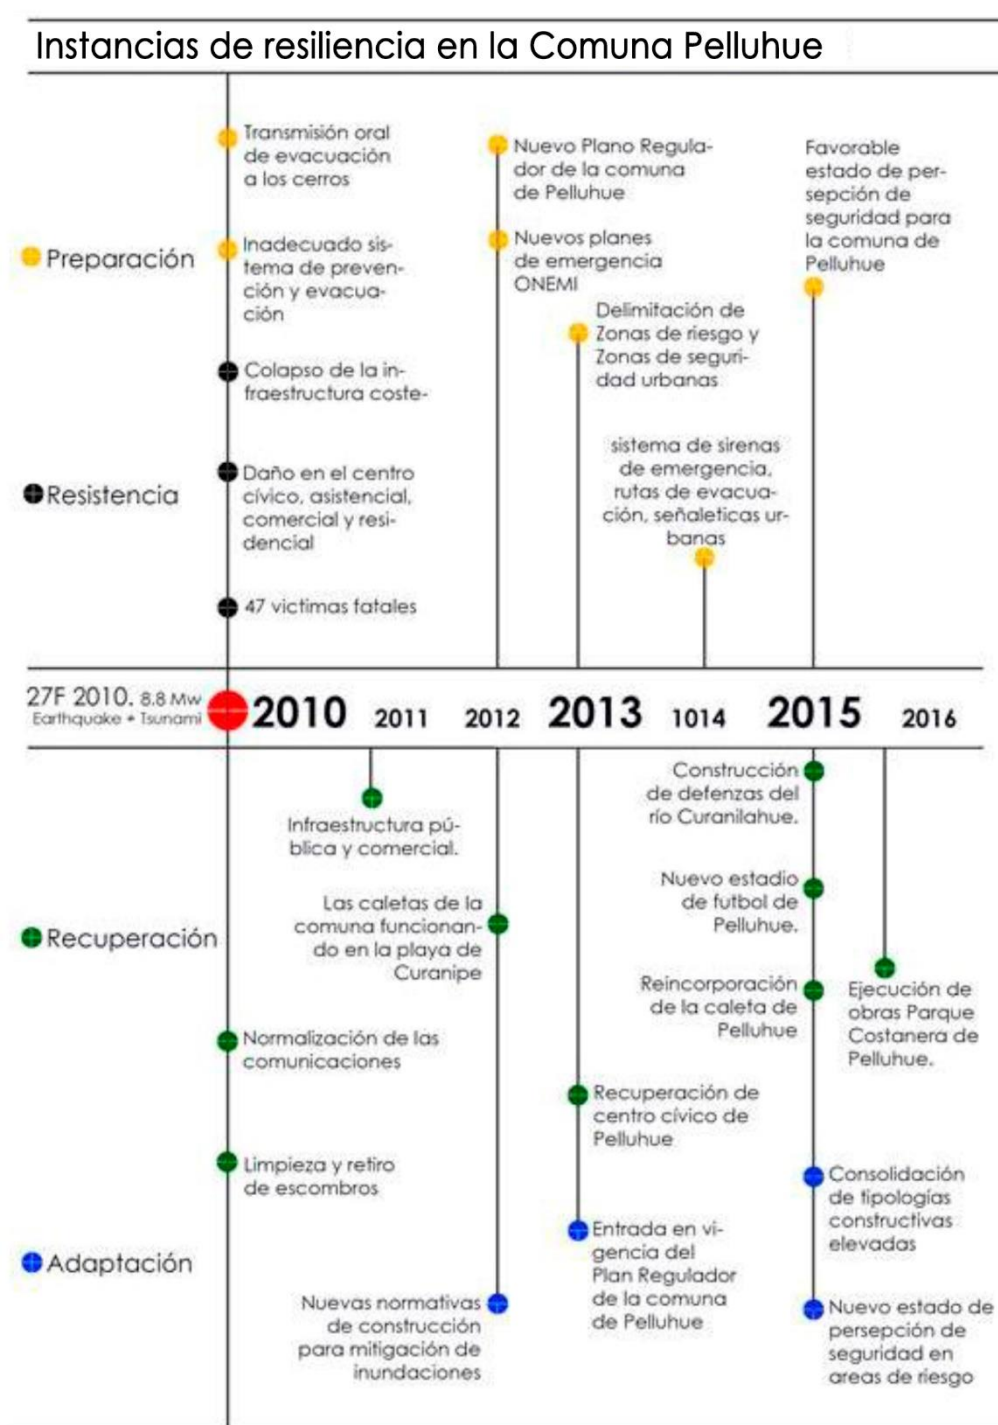 Instancias de resiliencia en la Comuna Pelluhue
Transmisión oral
de evacuación
a los cerros
Nuevo Plano Regula-
dor de la comuna
de Pelluhue
Favorable
estado de per-
sepción de
seguridad para
la comuna de
Pelluhue
Preparación
Inadecuado sis-
tema de preven-
ción y evacua-
ción
Nuevos planes
de emergencia
ONEMI
Delimitación de
Zonas de riesgo y
Zonas de seguri-
dad urbanas
Colapso de la in-
fraestructura coste-
sistema de sirenas
de emergencia,
rutas de evacua-
ción, señaleticas ur-
banas
Resistencia
Daño en el centro
cívico, asistencial,
comercial y resi-
dencial
47 victimas fatales
27F 2010. 8.8 Mw
Earthquake + Tsunami
2010 2011 2012 2013 1014 2015 2016
Infraestructura pú-
blica y comercial.
Construcción
de defenzas del
río Curanilahue.
Las caletas de la
comuna funcionan-
do en la playa de
Curanipe
Nuevo estadio
de futbol de
Pelluhue.
Recuperación
Reincorporación
de la caleta de
Pelluhue
Ejecución de
obras Parque
Costanera de
Pelluhue.
Normalización de las
comunicaciones
Recuperación de
centro cívico de
Pelluhue
Limpieza y retiro
de escombros
Consolidación
de tipologías
constructivas
elevadas
Adaptación
Entrada en vi-
gencia del
Plan Regulador
de la comuna
de Pelluhue
Nuevas normativas
de construcción
para mitigación de
inundaciones
Nuevo estado de
persepción de
seguridad en
areas de riesgo